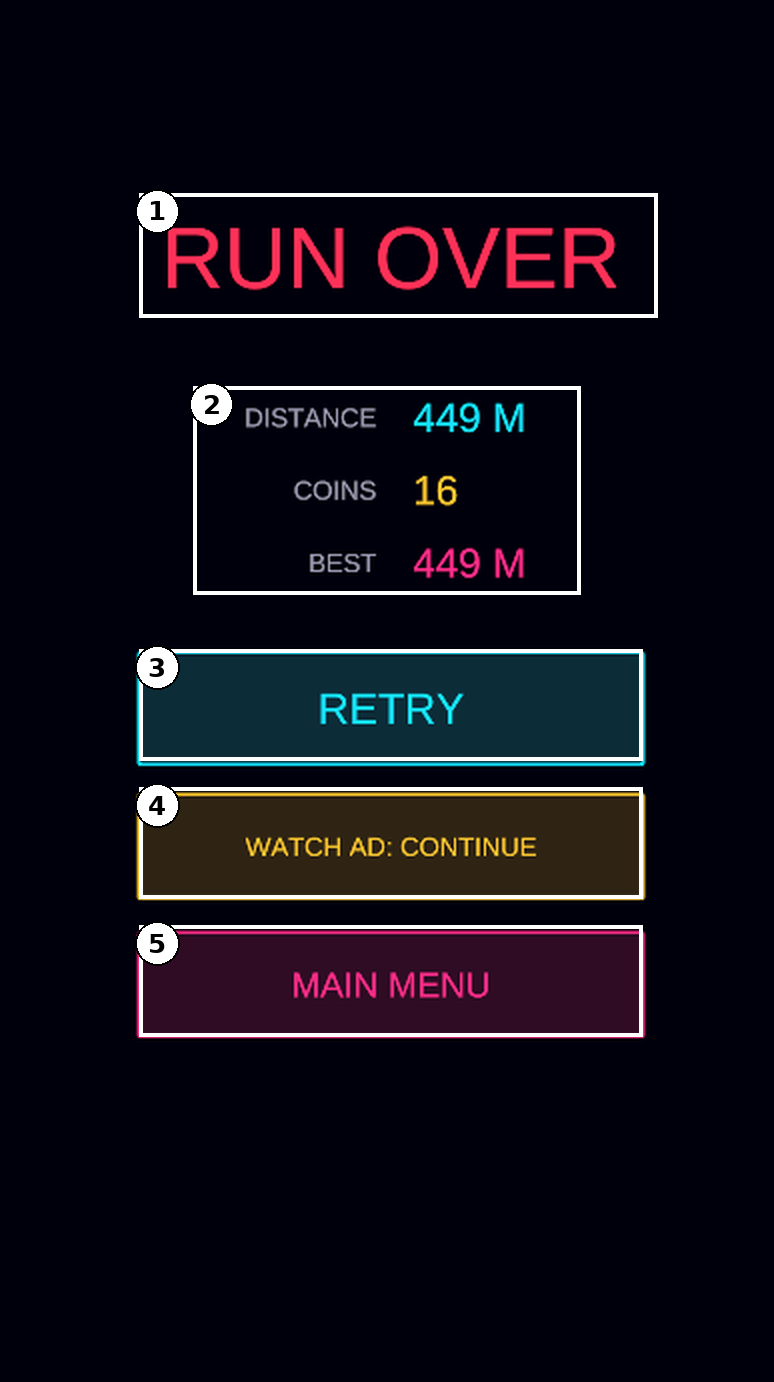 1
RUN OVER
2
DISTANCE 449 M
COINS 16
BEST 449 M
3
RETRY
4
WATCH AD: CONTINUE
5
MAIN MENU